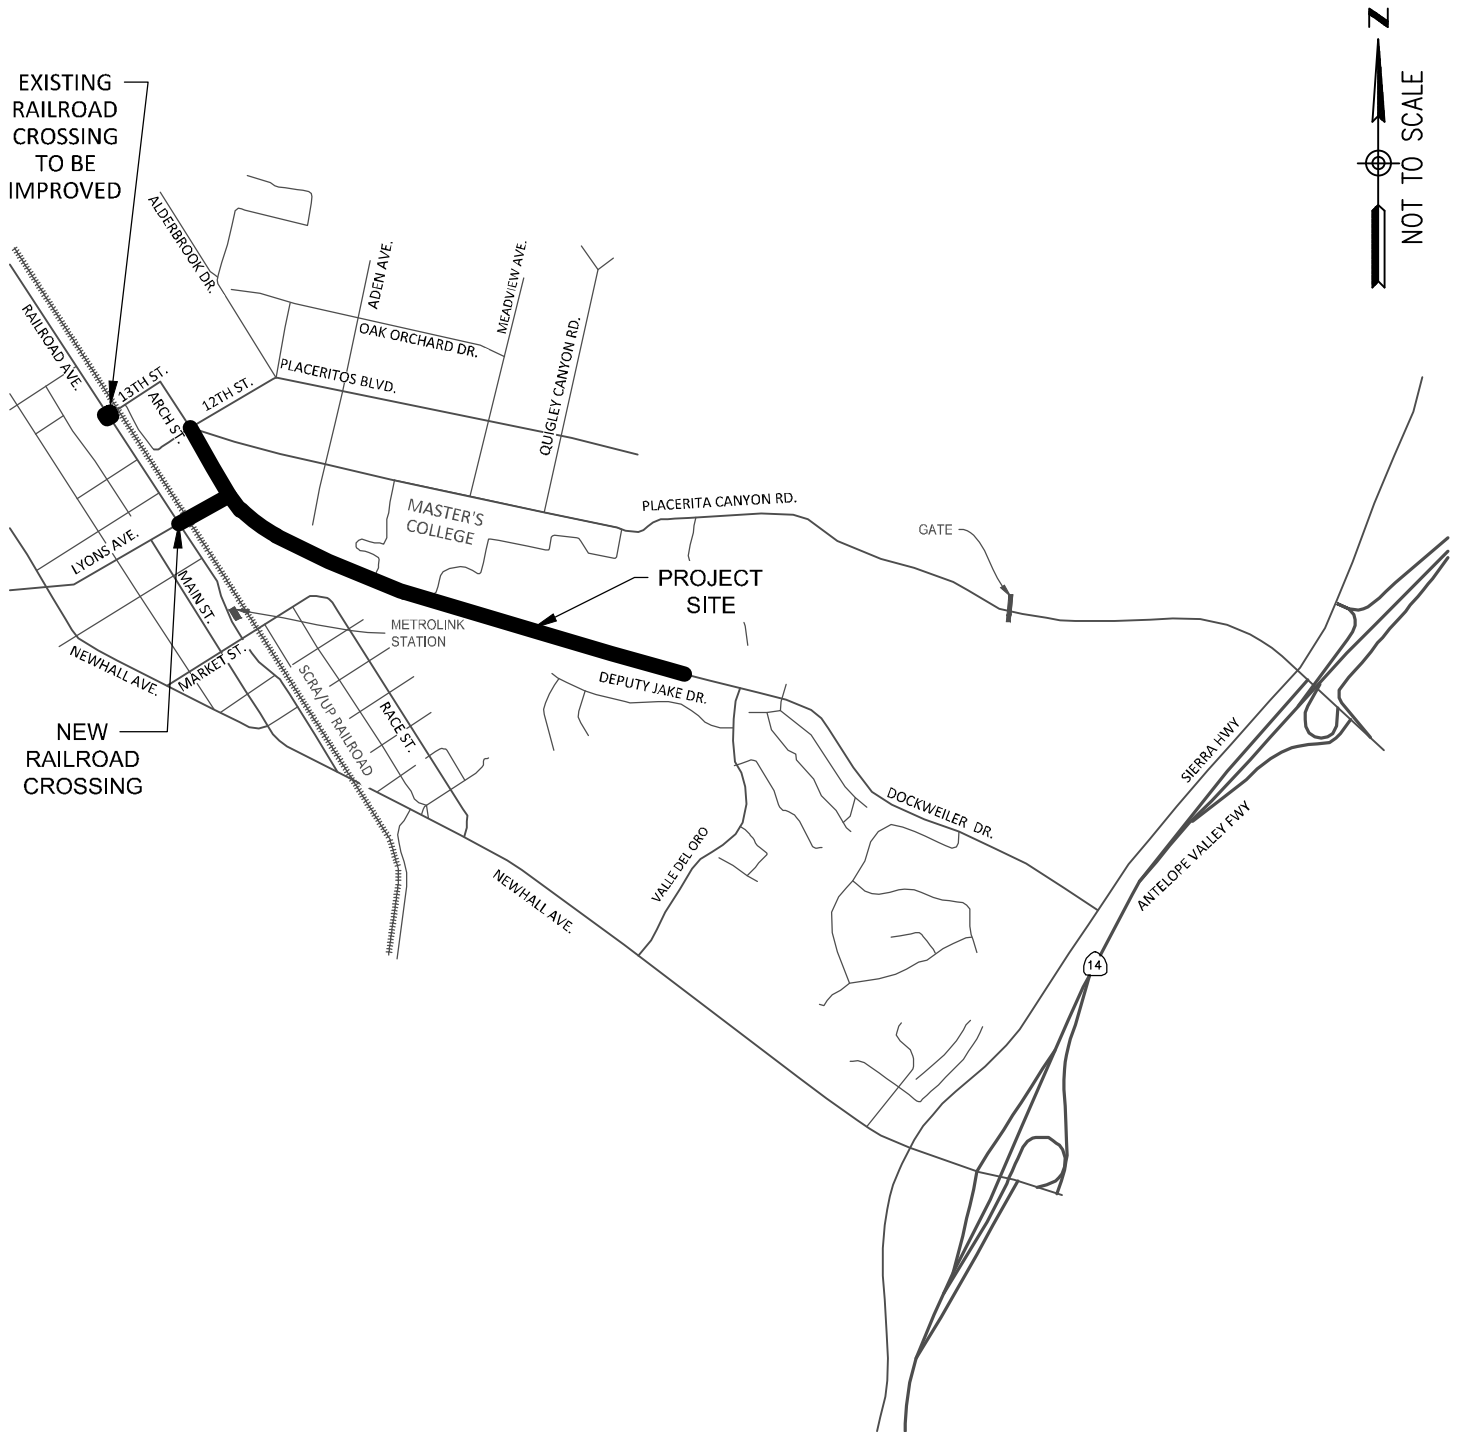 N
NOT TO SCALE
EXISTING
RAILROAD
CROSSING
TO BE
IMPROVED
ALDERBROOK DR.
ADEN AVE.
MEADVIEW AVE.
OAK ORCHARD DR.
QUIGLEY CANYON RD.
RAILROAD AVE.
13TH ST.
ARCH ST.
12TH ST.
PLACERITOS BLVD.
MASTER'S
COLLEGE
PLACERITA CANYON RD.
GATE
LYONS AVE.
MAIN ST.
PROJECT
SITE
METROLINK
STATION
NEWHALL AVE.
MARKET ST.
SCRA/UP RAILROAD
RACE ST.
DEPUTY JAKE DR.
NEW
RAILROAD
CROSSING
SIERRA HWY
DOCKWEILER DR.
ANTELOPE VALLEY FWY
VALLE DEL ORO
NEWHALL AVE.
14